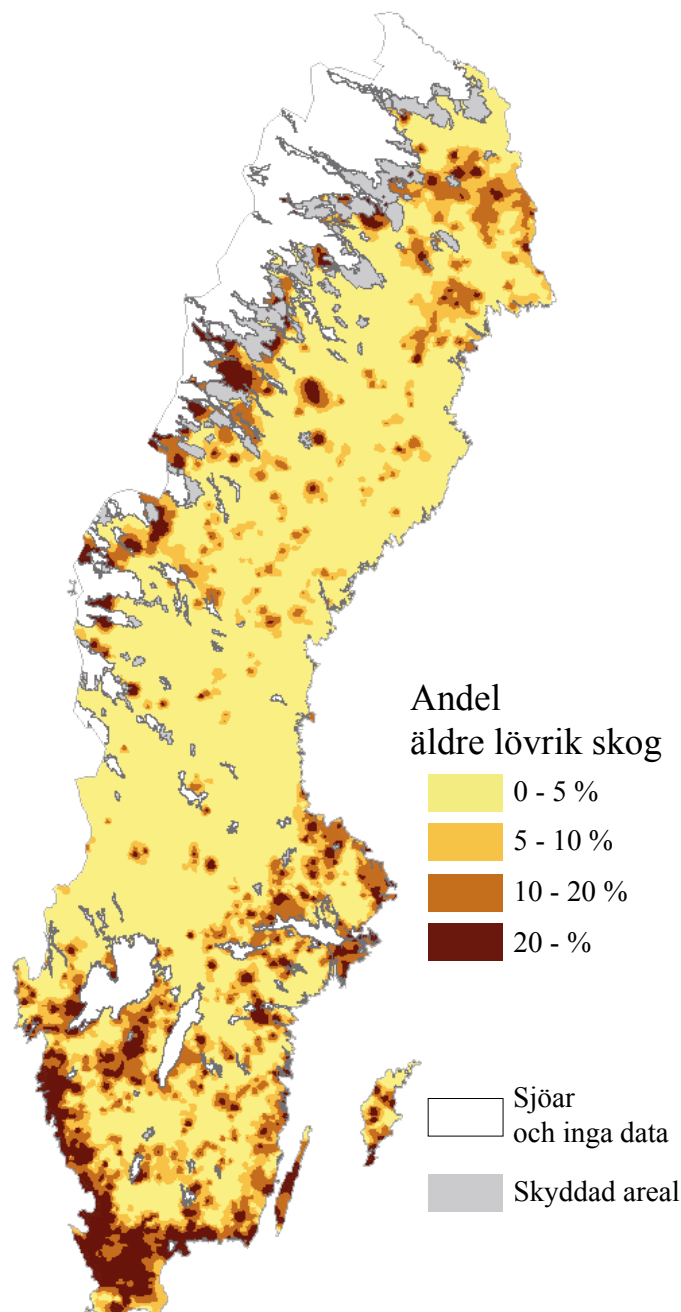 Andel
äldre lövrik skog
0 - 5 %
5 - 10 %
10 - 20 %
20 - %
Sjöar
och inga data
Skyddad areal